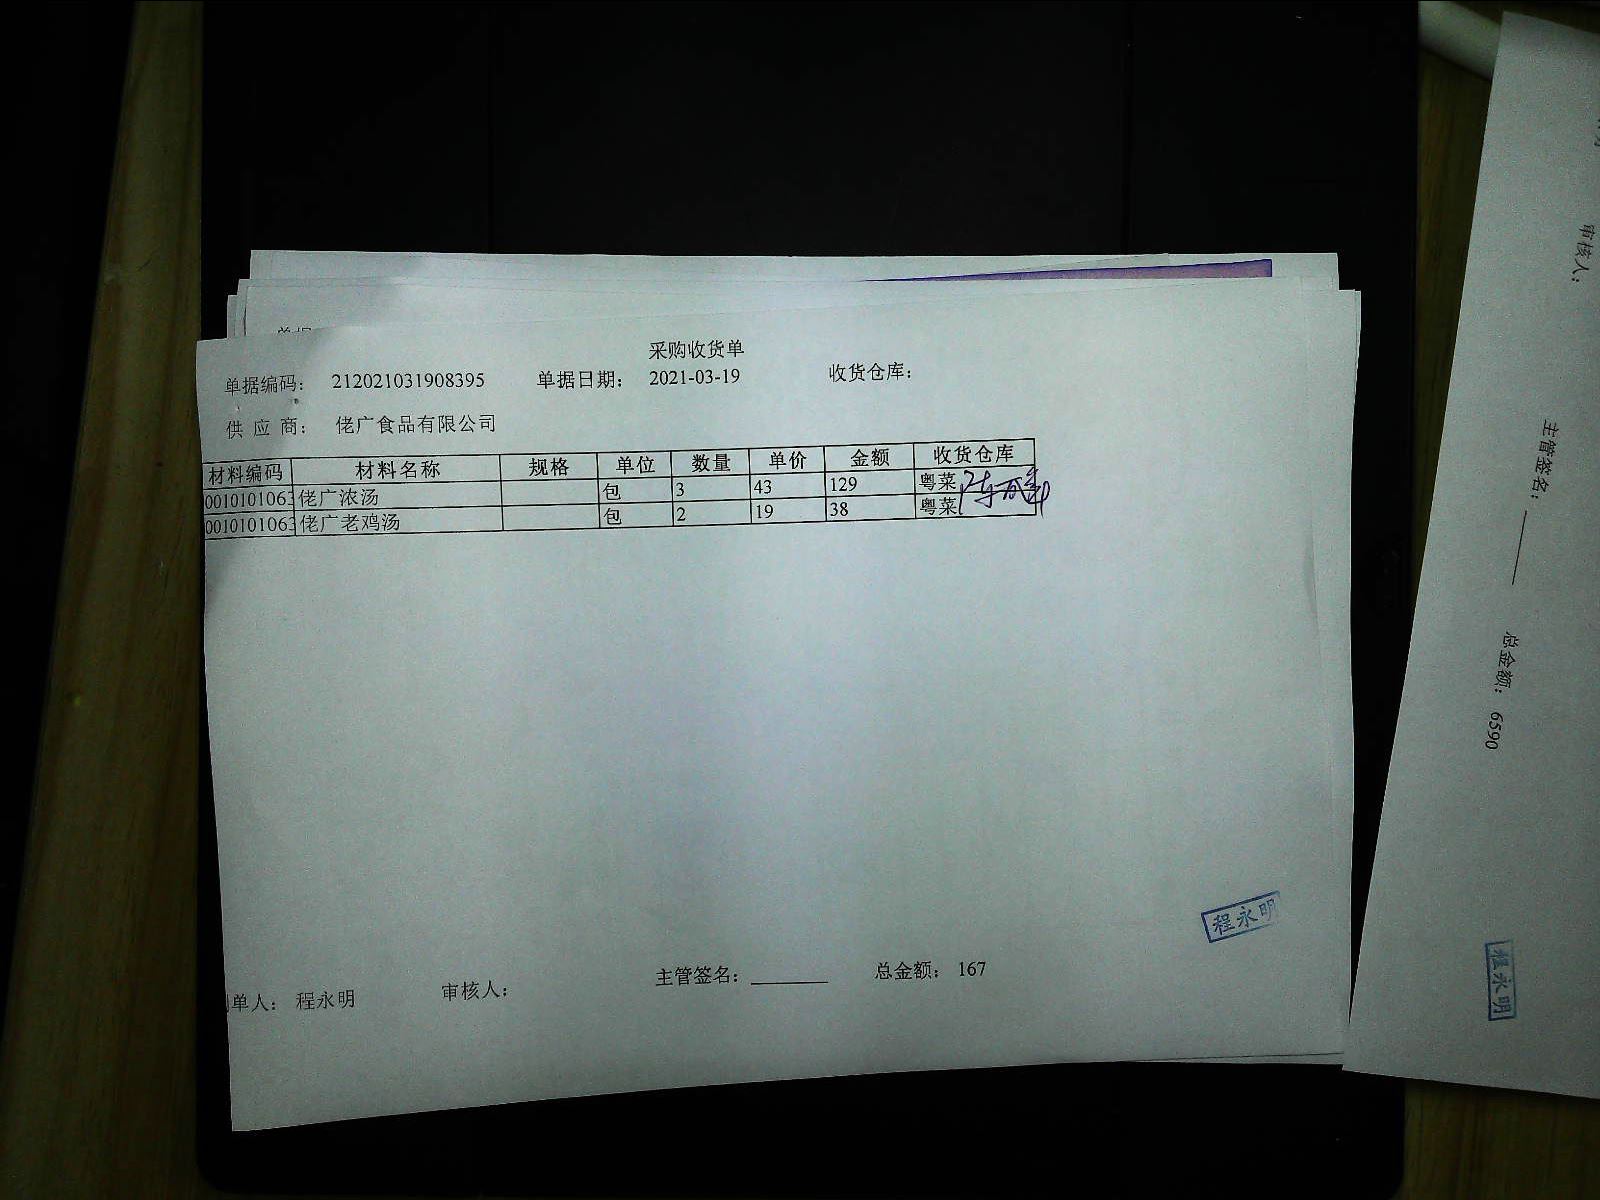 采购收货单
单据编码： 212021031908395 单据日期： 2021-03-19 收货仓库：
供 应 商： 佬广食品有限公司
材料编码 材料名称 规格 单位 数量 单价 金额 收货仓库
0010101063 佬广浓汤 包 3 43 129 粤菜
0010101063 佬广老鸡汤 包 2 19 38 粤菜
程永明
主管签名： 总金额： 167
单人： 程永明 审核人：
审核人：
主管签名：
总金额： 6590
程永明